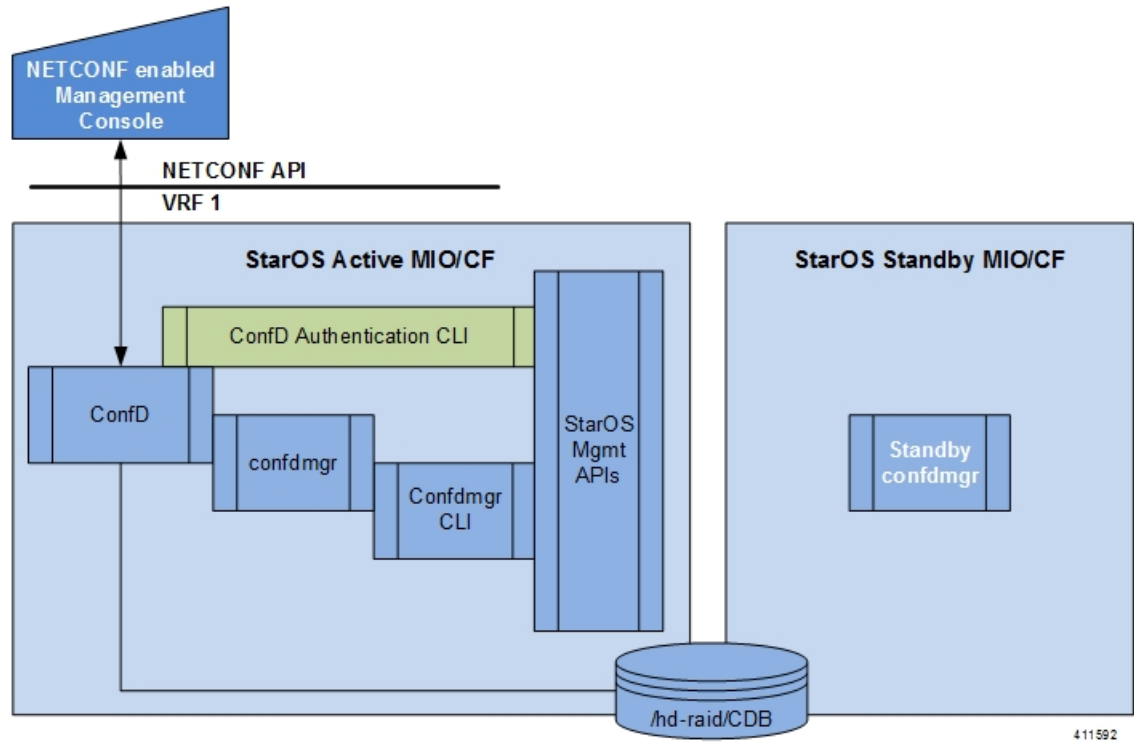 NETCONF enabled
Management
Console
NETCONF API
VRF 1
StarOS Active MIO/CF
StarOS Standby MIO/CF
ConfD Authentication CLI
ConfD
confdmgr
Confdmgr
CLI
StarOS
Mgmt
APIs
Standby
confdmgr
/hd-raid/CDB
411592